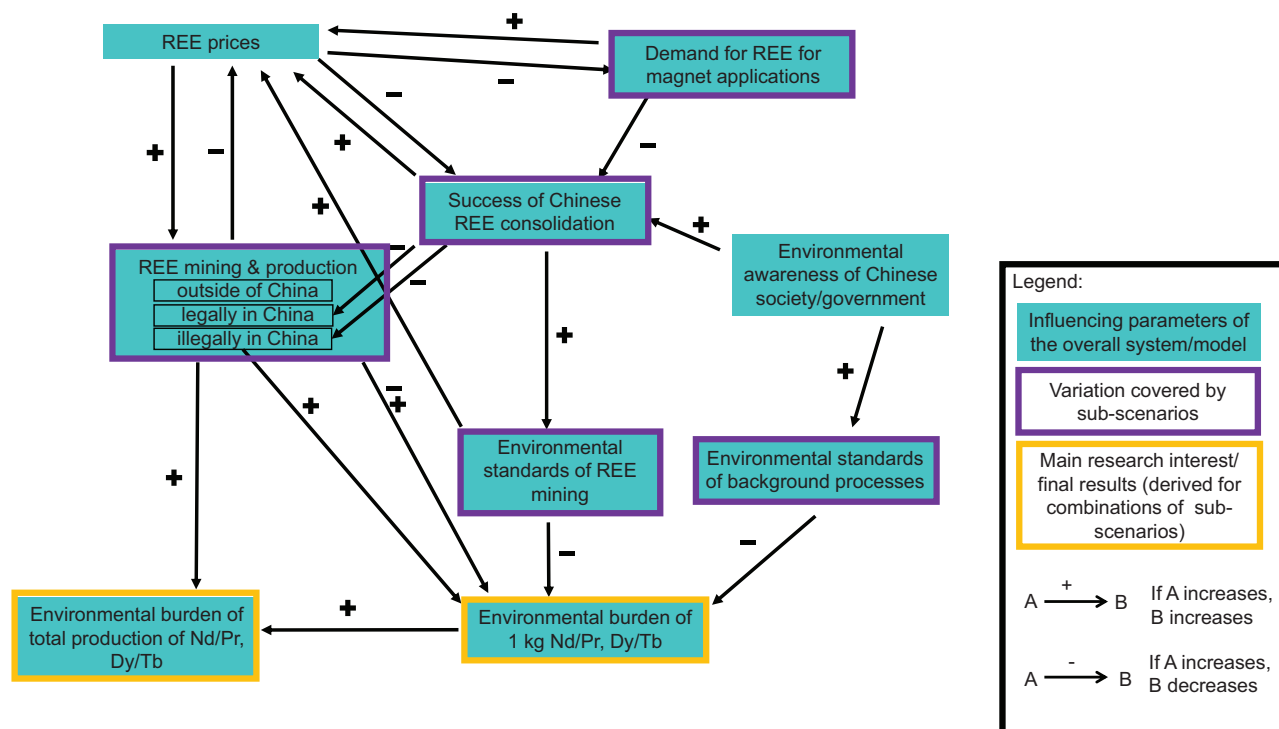 REE prices
+
-
Demand for REE for
magnet applications
-
+
-
+
-
+
Success of Chinese
REE consolidation
+
+
Environmental
awareness of Chinese
society/government
REE mining & production
outside of China
legally in China
illegally in China
-
-
+
+
-
+
+
+
Environmental
standards of REE
mining
Environmental standards
of background processes
-
-
Environmental burden of
total production of Nd/Pr,
Dy/Tb
+
Environmental burden of
1 kg Nd/Pr, Dy/Tb
Legend:
Influencing parameters of
the overall system/model
Variation covered by
sub-scenarios
Main research interest/
final results (derived for
combinations of sub-
scenarios)
+
A B If A increases,
B increases
-
A B If A increases,
B decreases